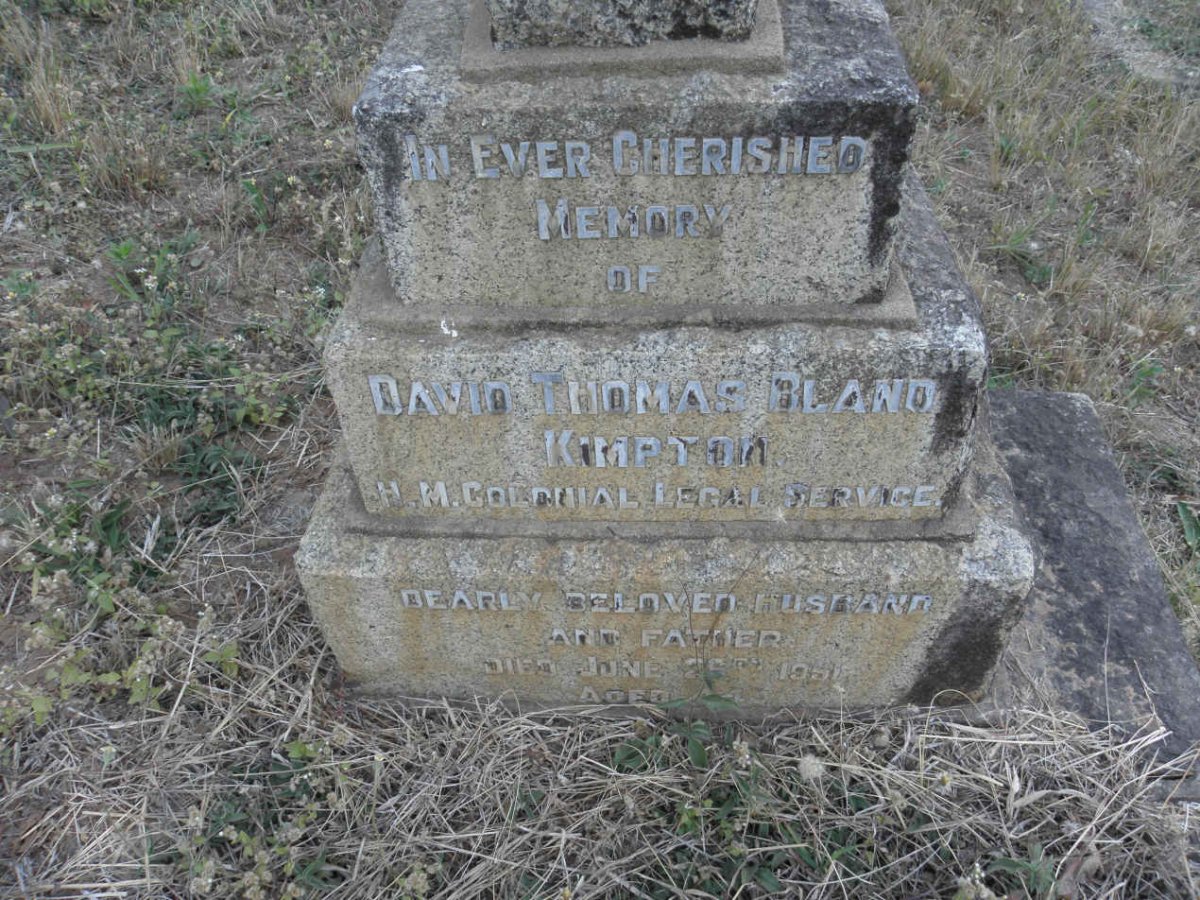 In Ever Cherished
Memory
of
David Thomas Bland
Kimpton.
H.M. Colonial Legal Service
Dearly beloved husband
and father
Died June 1951
Aged